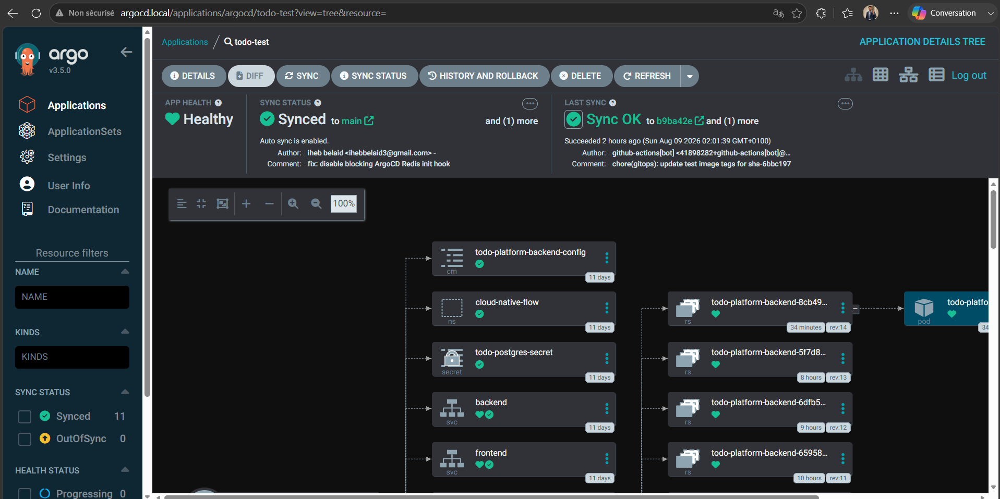 Non sécurisé argocd.local/applications/argocd/todo-test?view=tree&resource= Conversation
argo
v3.5.0
Applications
ApplicationSets
Settings
User Info
Documentation
Resource filters
NAME
NAME
KINDS
KINDS
SYNC STATUS
Synced 11
OutOfSync 0
HEALTH STATUS
Progressing 0
Applications / todo-test
APPLICATION DETAILS TREE
DETAILS DIFF SYNC SYNC STATUS HISTORY AND ROLLBACK DELETE REFRESH Log out
APP HEALTH
Healthy
SYNC STATUS
Synced to main and (1) more
Auto sync is enabled.
Author: iheb belaid <ihebbelaid3@gmail.com> -
Comment: fix: disable blocking ArgoCD Redis init hook
LAST SYNC
Sync OK to b9ba42e and (1) more
Succeeded 2 hours ago (Sun Aug 09 2026 02:01:39 GMT+0100)
Author: github-actions[bot] <41898282+github-actions[bot]@...
Comment: chore(gitops): update test image tags for sha-6bbc197
100%
todo-platform-backend-config
cm
11 days
cloud-native-flow
ns
11 days
todo-postgres-secret
secret
11 days
backend
svc
11 days
frontend
svc
11 days
todo-platform-backend-8cb49...
rs
34 minutes rev:14
todo-platform-backend-5f7d8...
rs
8 hours rev:13
todo-platform-backend-6dfb5...
rs
9 hours rev:12
todo-platform-backend-65958...
rs
10 hours rev:11
todo-platfo
pod
34